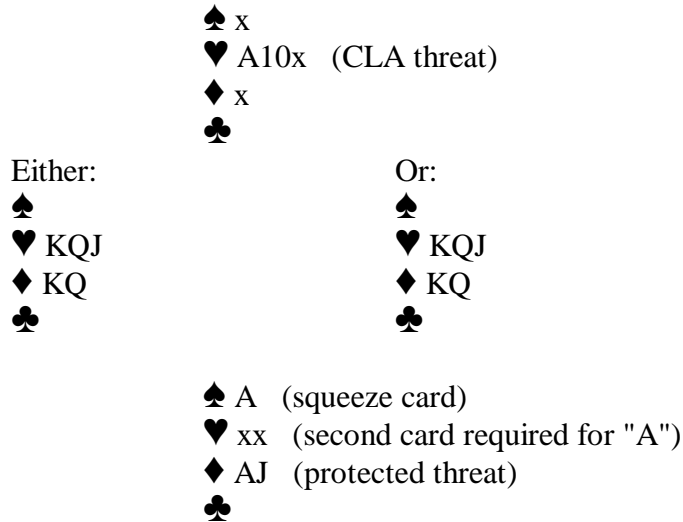 ♠ x
♥ A10x (CLA threat)
♦ x
♣
Either: Or:
♠ ♠
♥ KQJ ♥ KQJ
♦ KQ ♦ KQ
♣ ♣
♠ A (squeeze card)
♥ xx (second card required for "A")
♦ AJ (protected threat)
♣